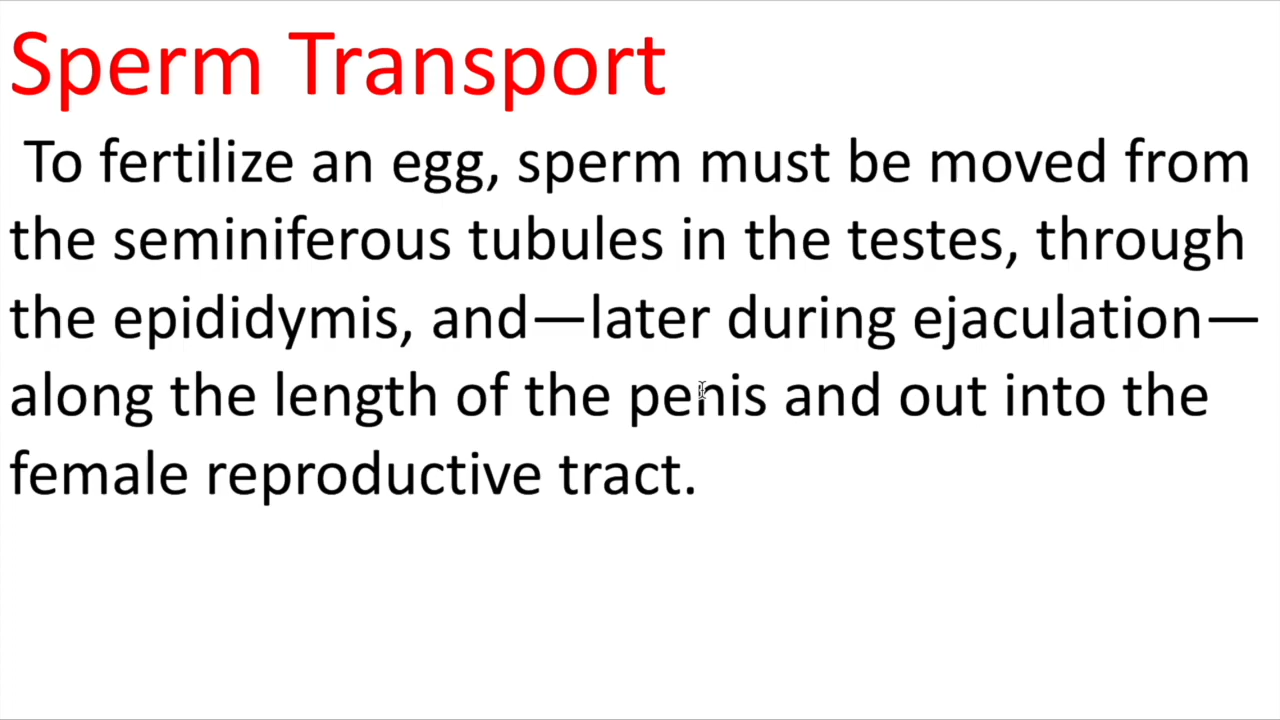 Sperm Transport
To fertilize an egg, sperm must be moved from
the seminiferous tubules in the testes, through
the epididymis, and—later during ejaculation—
along the length of the penis and out into the
female reproductive tract.